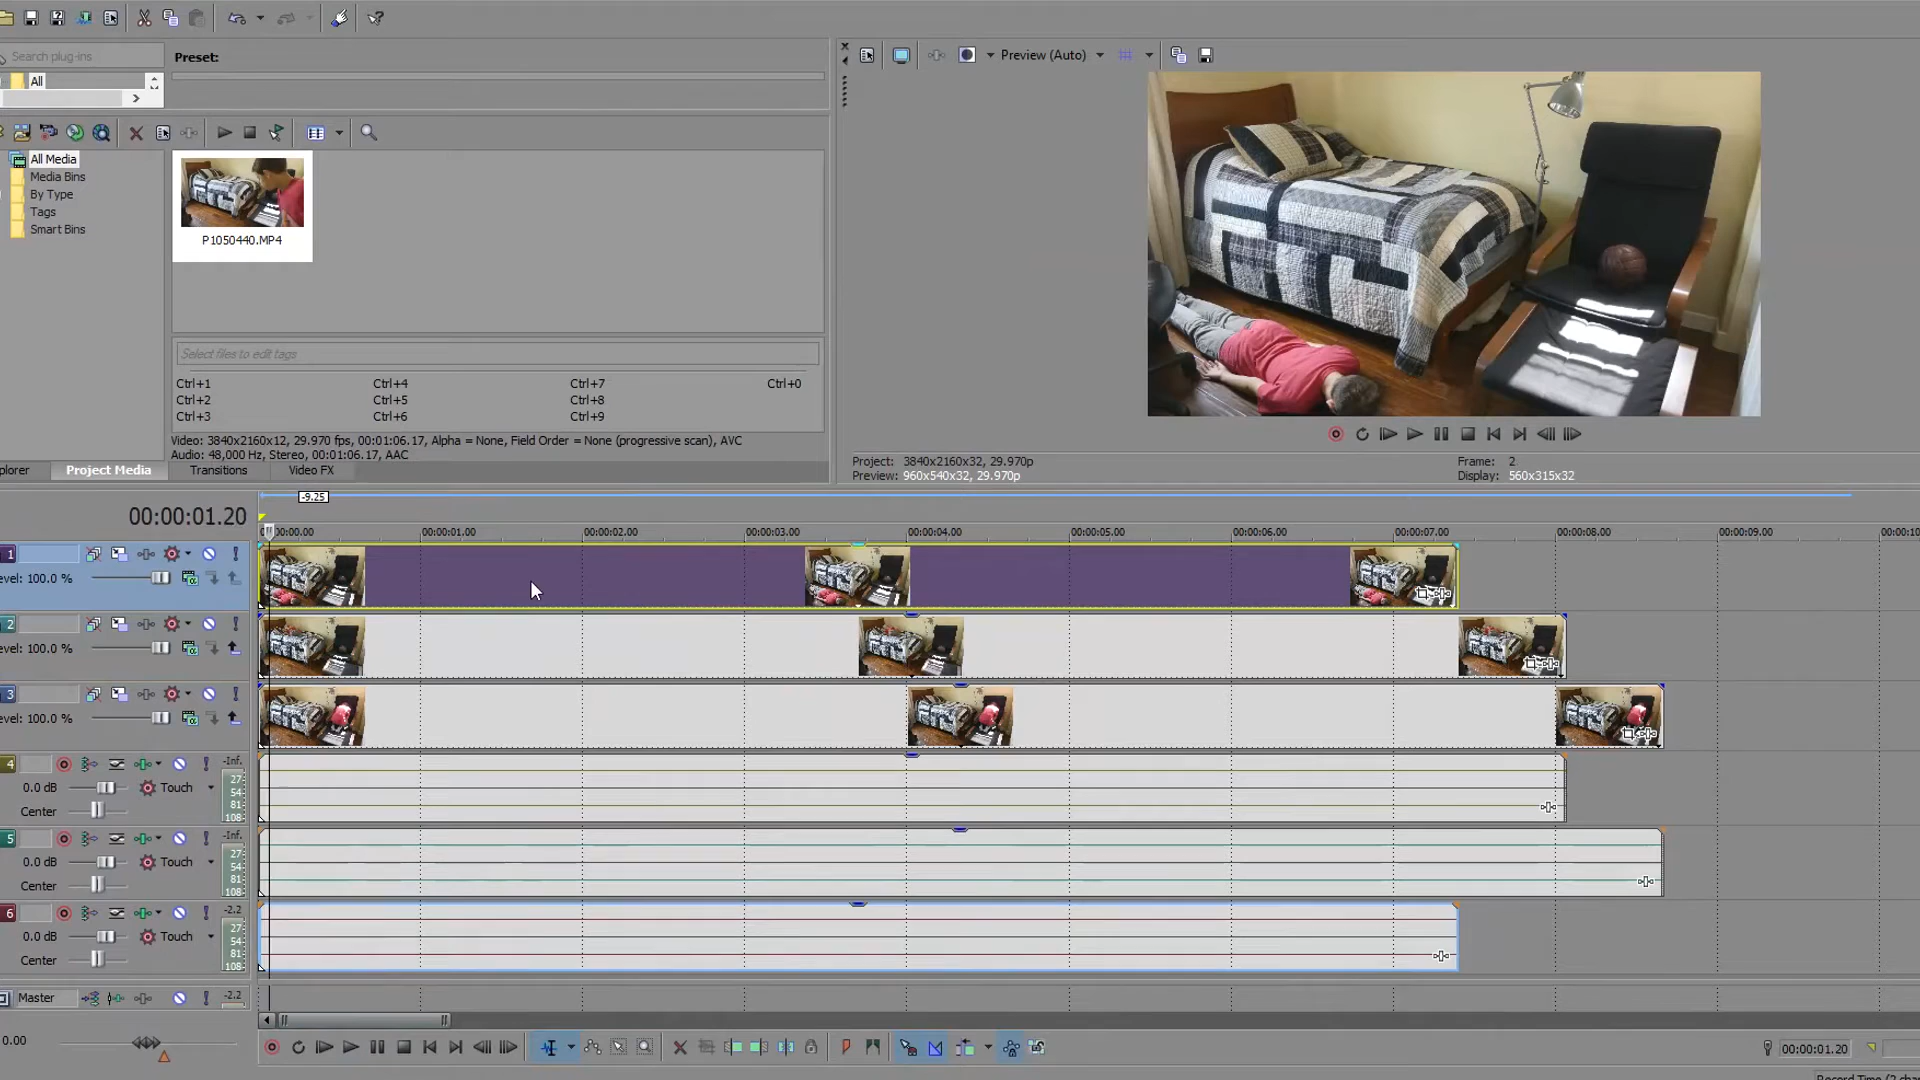 Search plug-ins
Preset:
All
Preview (Auto)
All Media
Media Bins
By Type
Tags
Smart Bins
P1050440.MP4
Select files to edit tags
Ctrl+1 Ctrl+4 Ctrl+7 Ctrl+0
Ctrl+2 Ctrl+5 Ctrl+8
Ctrl+3 Ctrl+6 Ctrl+9
Video: 3840x2160x12, 29.970 fps, 00:01:06.17, Alpha = None, Field Order = None (progressive scan), AVC
Audio: 48,000 Hz, Stereo, 00:01:06.17, AAC
plorer Project Media Transitions Video FX
Project: 3840x2160x32, 29.970p Frame: 2
Preview: 960x540x32, 29.970p Display: 560x315x32
-9.25
00:00:01.20
00:00.00 00:00:01.00 00:00:02.00 00:00:03.00 00:00:04.00 00:00:05.00 00:00:06.00 00:00:07.00 00:00:08.00 00:00:09.00 00:00:10
1
evel: 100.0 %
2
evel: 100.0 %
3
evel: 100.0 %
4 -Inf.
0.0 dB Touch 27 54
Center 81 108
5 -Inf.
0.0 dB Touch 27 54
Center 81 108
6 -2.2
0.0 dB Touch 27 54
Center 81 108
Master -2.2
0.00
00:00:01.20